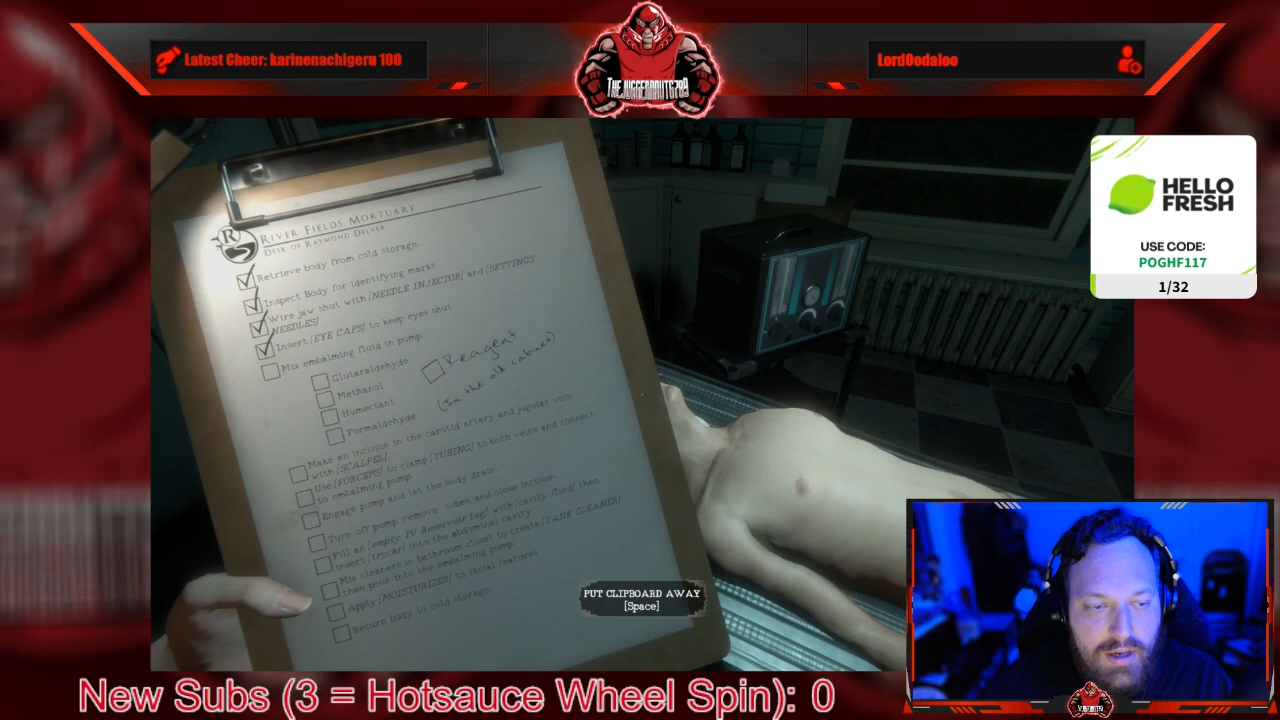 Latest Cheer: karinenachigeru 100
THEJUGGERNAUT6789
LordOodaloo
HELLO
FRESH
USE CODE:
POGHF117
1/32
R
RIVER FIELDS MORTUARY
DESK OF RAYMOND DELVER
Retrieve body from cold storage.
Inspect Body for identifying marks
Wire jaw shut with [NEEDLE INJECTOR] and [SETTINGS
NEEDLES]
Insert [EYE CAPS] to keep eyes shut
Mix embalming fluid in pump.
Glutaraldehyde
Methanol
Humectant
Formaldehyde
Reagent
(In the old cabinet)
Make an incision in the carotid artery and jugular vein
with [SCALPEL].
Use [FORCEPS] to clamp [TUBING] to both veins and connect
to embalming pump.
Engage pump and let the body drain.
Turn off pump, remove tubes, and close incision.
Fill an [empty IV Reservoir bag] with [cavity fluid] then
insert [trocar] into the abdominal cavity
Mix cleaners in bathroom closet to create [TANK CLEANER]
then pour into the embalming pump.
Apply [MOISTURIZER] to facial features
Return body to cold storage.
PUT CLIPBOARD AWAY
[Space]
New Subs (3 = Hotsauce Wheel Spin): 0